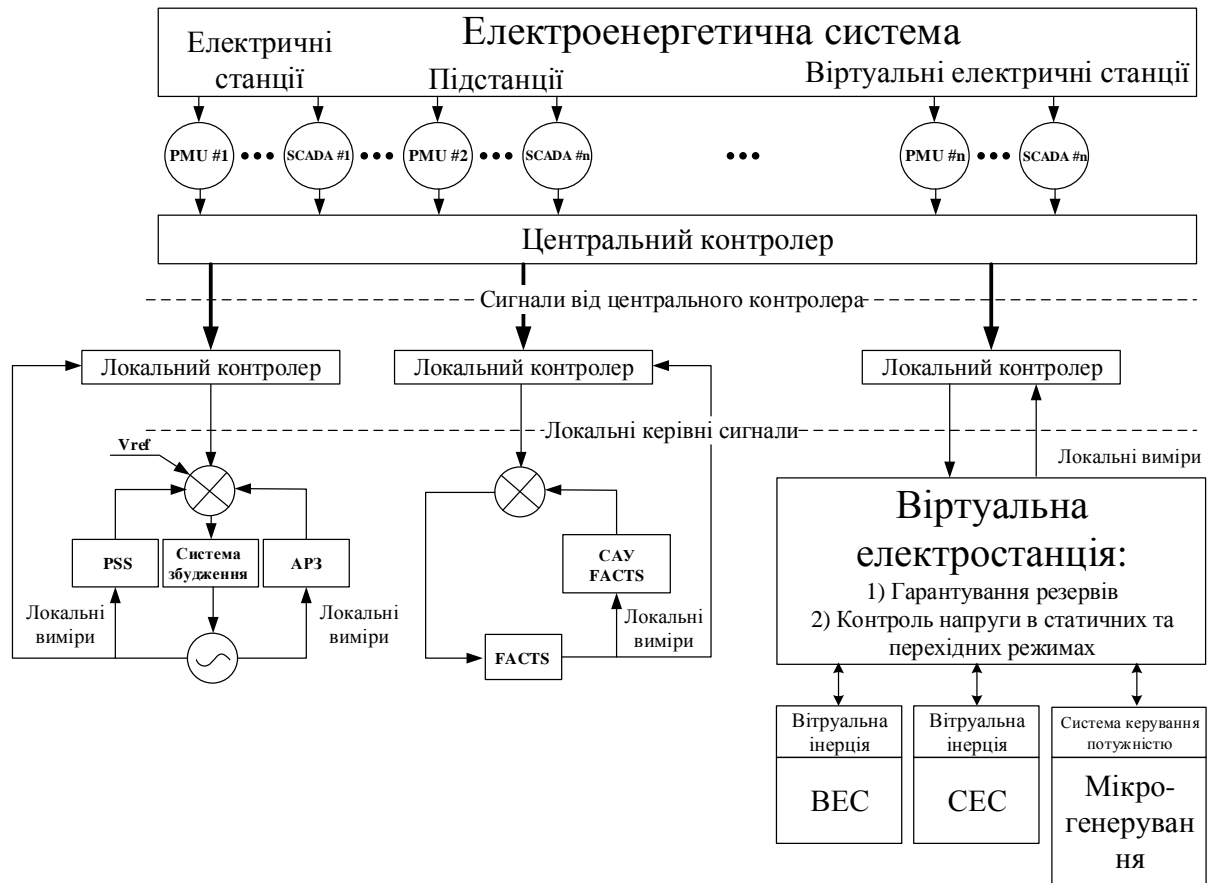 Електроенергетична система
Електричні
станції
Підстанції
Віртуальні електричні станції
PMU #1
SCADA #1
PMU #2
SCADA #n
PMU #n
SCADA #n
Центральний контролер
Сигнали від центрального контролера
Локальний контролер
Локальний контролер
Локальний контролер
Локальні керівні сигнали
Vref
Локальні виміри
PSS
Система
збудження
АРЗ
Локальні
виміри
Локальні
виміри
САУ
FACTS
Локальні
виміри
FACTS
Віртуальна
електростанція:
1) Гарантування резервів
2) Контроль напруги в статичних та
перехідних режимах
Вітруальна
інерція
ВЕС
Вітруальна
інерція
СЕС
Система керування
потужністю
Мікро-
генеруван
ня